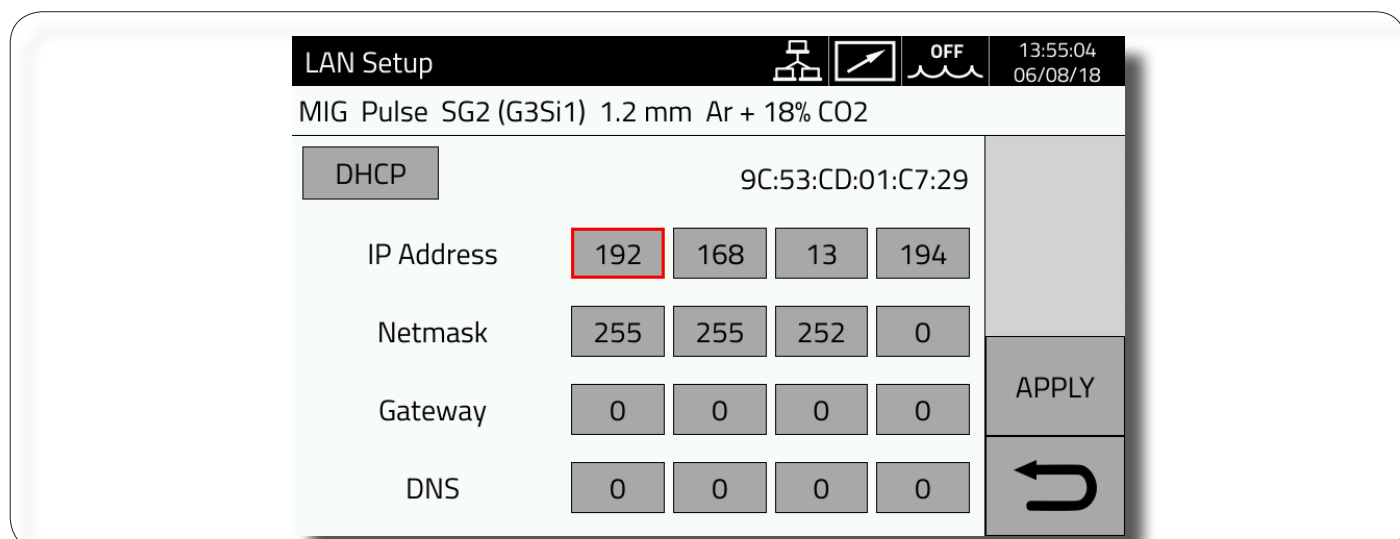 LAN Setup OFF 13:55:04
06/08/18
MIG Pulse SG2 (G3Si1) 1.2 mm Ar + 18% CO2
DHCP 9C:53:CD:01:C7:29
IP Address 192 168 13 194
Netmask 255 255 252 0
APPLY
Gateway 0 0 0 0
DNS 0 0 0 0